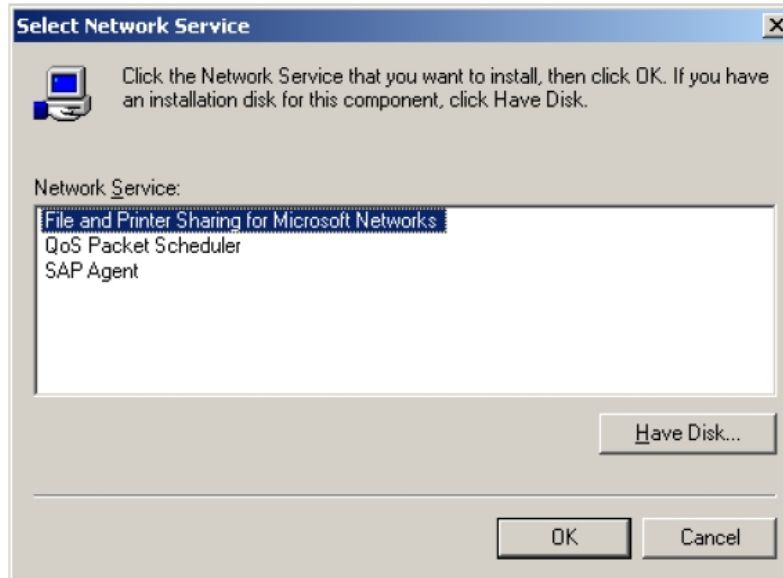 Select Network Service
Click the Network Service that you want to install, then click OK. If you have
an installation disk for this component, click Have Disk.
Network Service:
File and Printer Sharing for Microsoft Networks
QoS Packet Scheduler
SAP Agent
Have Disk...
OK
Cancel